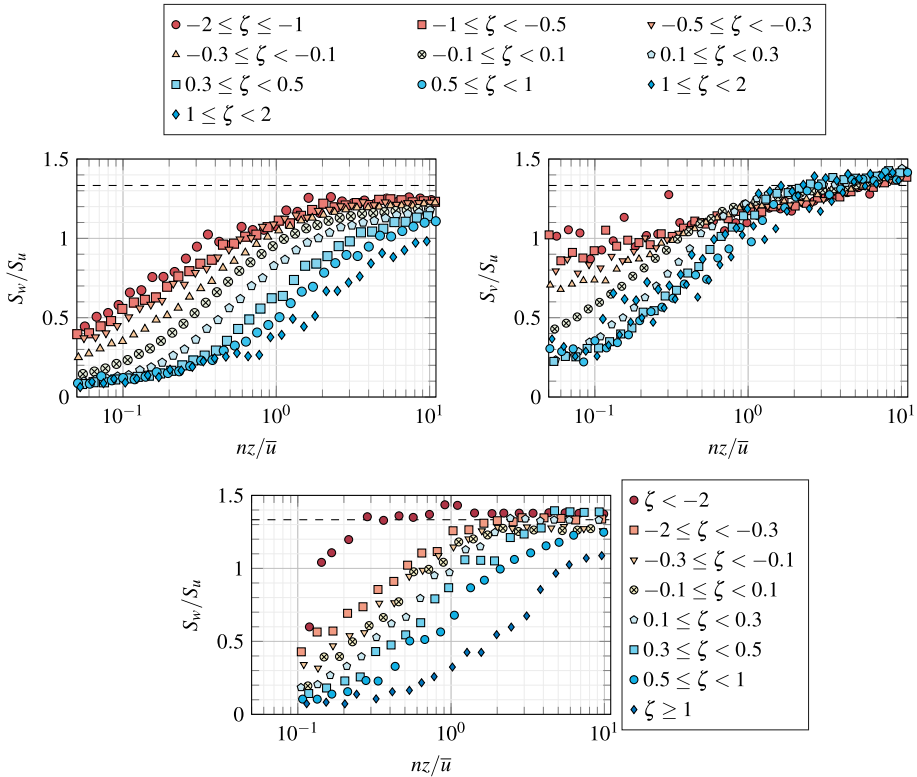 −2 ≤ ζ ≤ −1 −1 ≤ ζ < −0.5 −0.5 ≤ ζ < −0.3
−0.3 ≤ ζ < −0.1 −0.1 ≤ ζ < 0.1 0.1 ≤ ζ < 0.3
0.3 ≤ ζ < 0.5 0.5 ≤ ζ < 1 1 ≤ ζ < 2
1 ≤ ζ < 2
1.5
1
0.5
0
S_w/S_u
10^−1 10^0 10^1
nz/u̅
1.5
1
0.5
0
S_v/S_u
10^−1 10^0 10^1
nz/u̅
1.5
1
0.5
0
S_w/S_u
10^−1 10^0 10^1
nz/u̅
ζ < −2
−2 ≤ ζ < −0.3
−0.3 ≤ ζ < −0.1
−0.1 ≤ ζ < 0.1
0.1 ≤ ζ < 0.3
0.3 ≤ ζ < 0.5
0.5 ≤ ζ < 1
ζ ≥ 1